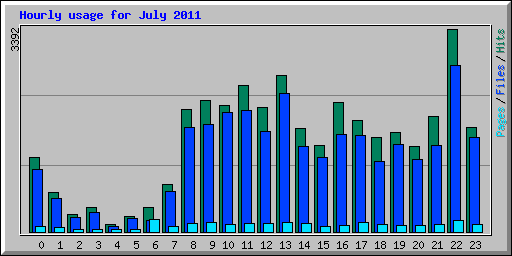 Hourly usage for July 2011
3392
Pages/Files/Hits
0 1 2 3 4 5 6 7 8 9 10 11 12 13 14 15 16 17 18 19 20 21 22 23